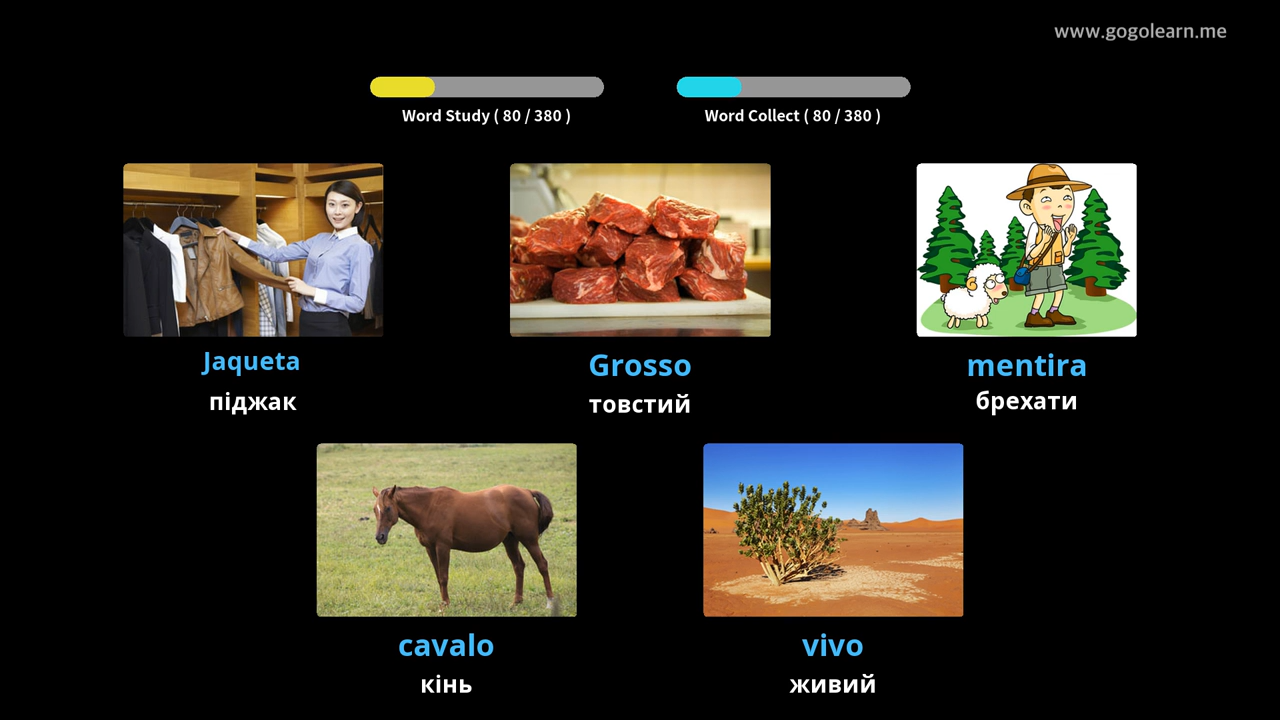 www.gogolearn.me
Word Study ( 80 / 380 )
Word Collect ( 80 / 380 )
Jaqueta
піджак
Grosso
товстий
mentira
брехати
cavalo
кінь
vivo
живий